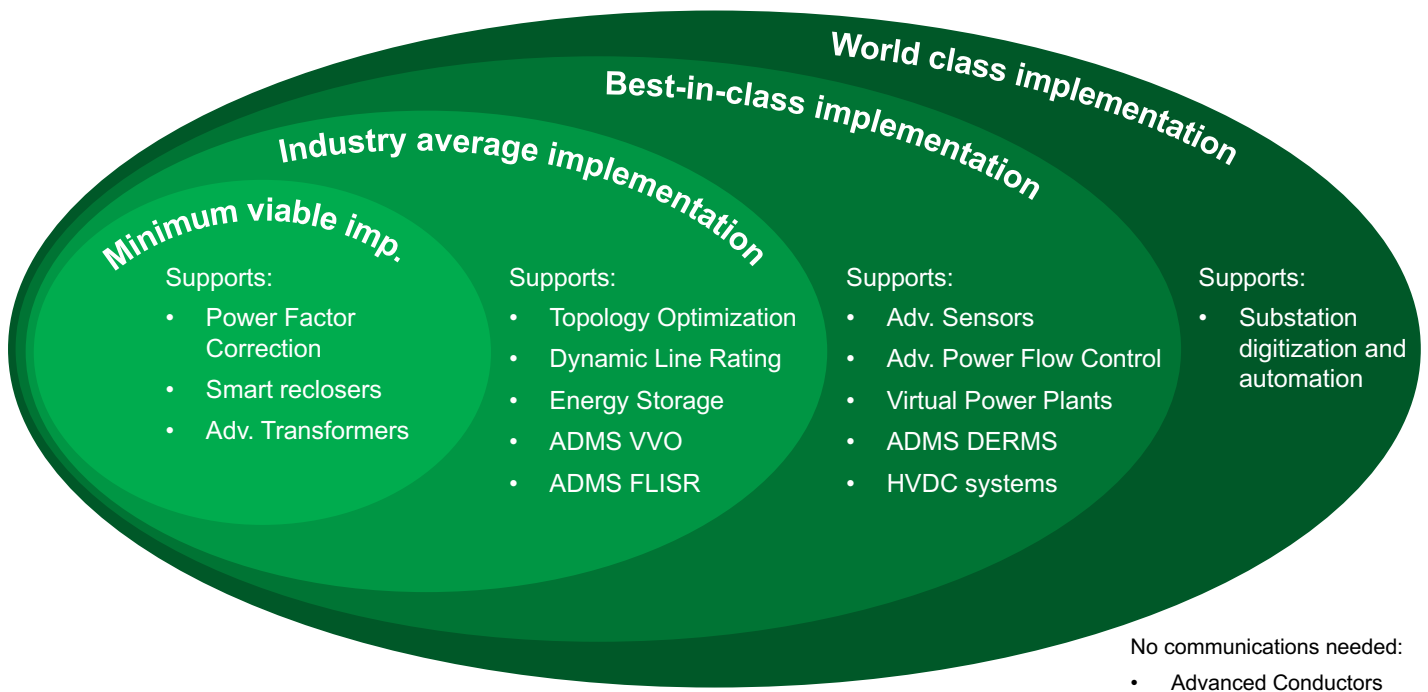 World class implementation
Best-in-class implementation
Industry average implementation
Minimum viable imp.
Supports:
• Power Factor
Correction
• Smart reclosers
• Adv. Transformers
Supports:
• Topology Optimization
• Dynamic Line Rating
• Energy Storage
• ADMS VVO
• ADMS FLISR
Supports:
• Adv. Sensors
• Adv. Power Flow Control
• Virtual Power Plants
• ADMS DERMS
• HVDC systems
Supports:
• Substation
digitization and
automation
No communications needed:
• Advanced Conductors